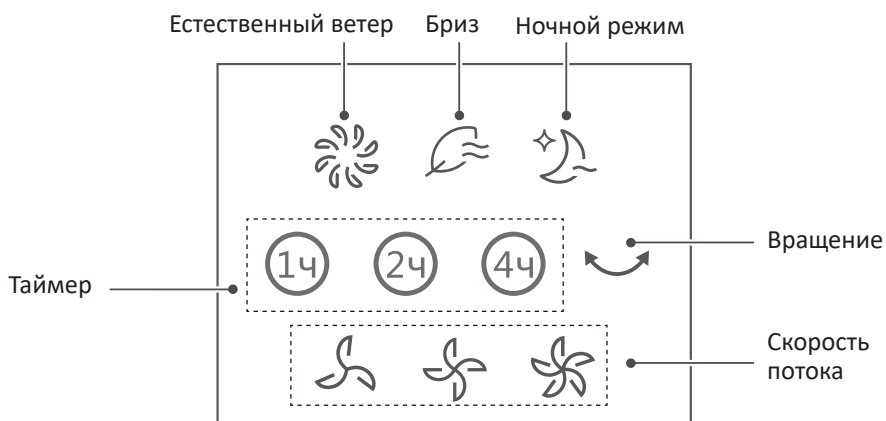 Естественный ветер
Бриз
Ночной режим
1ч
2ч
4ч
Вращение
Таймер
Скорость
потока